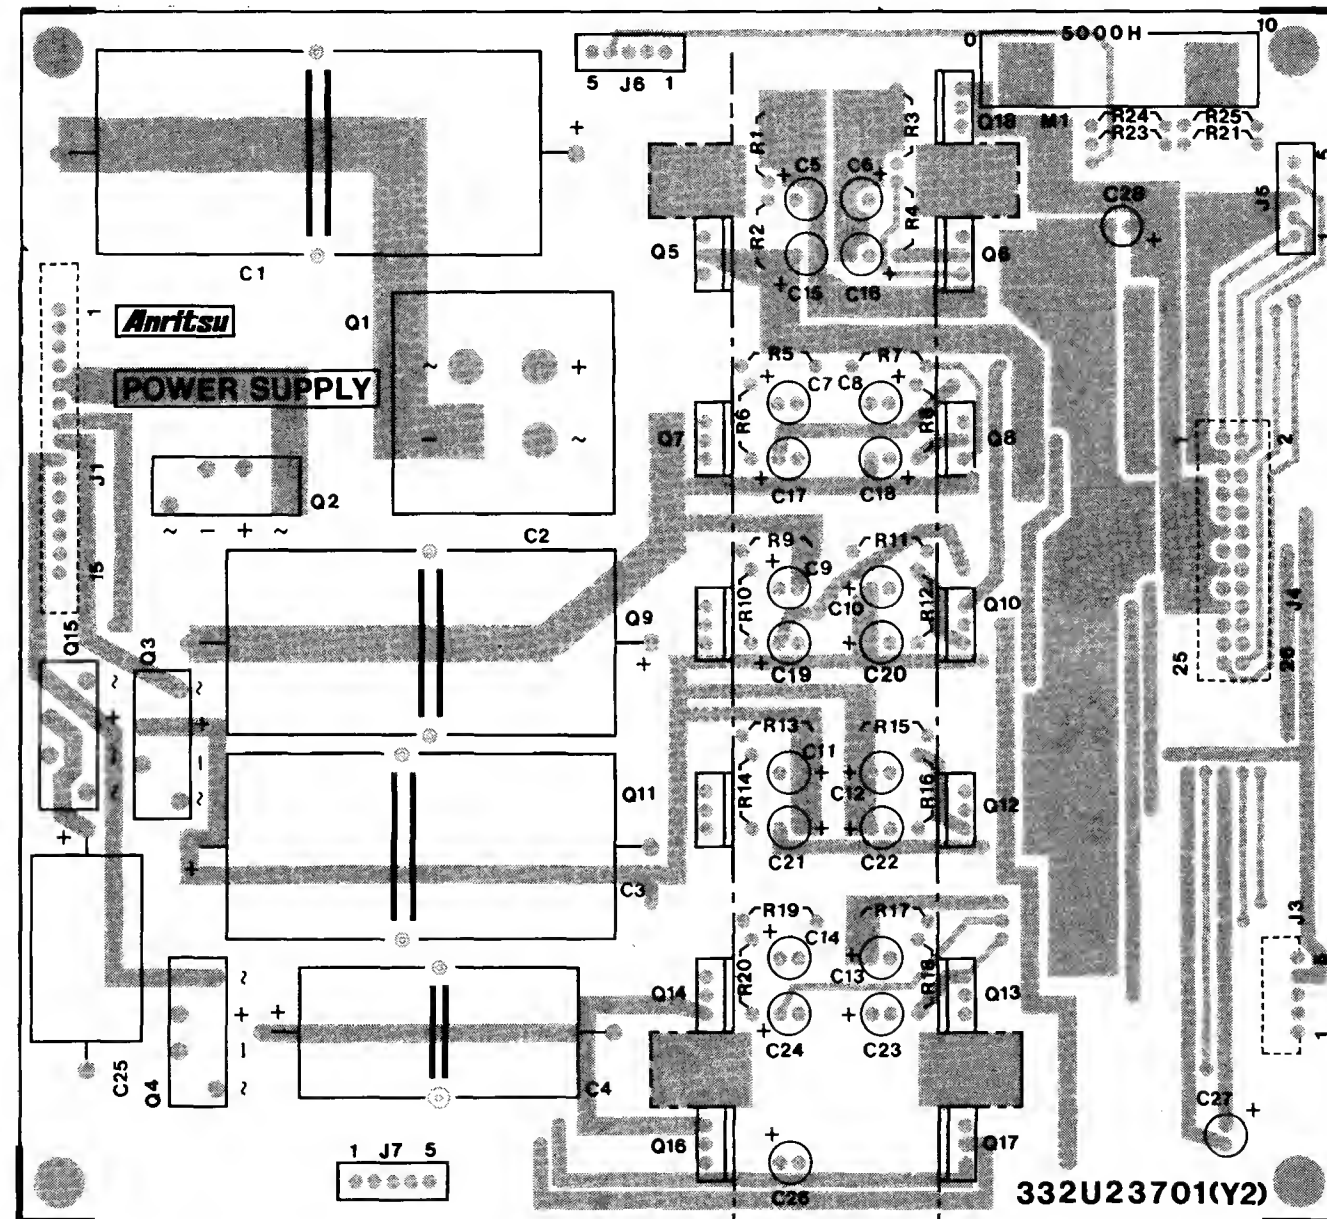 0 5000H 10
5 J6 1
Q18 M1
R24 R25
R23 R21
R1 R3
+ C5 C6 +
R2 R4
J5 5 1
C28 +
Q5 Q6
C15 C16
+ +
C1 +
1
Anritsu
Q1
~ +
- ~
POWER SUPPLY
R5 R7
+ C7 C8 +
R6 R8
Q7 Q8
C17 C18
+ +
1 2
J1
15
Q2
~ - + ~
C2
R9 R11
+ C9 C10 +
R10 R12
Q9 Q10
+
C19 C20
+ +
J4
25 26
Q15 Q3
~ + - ~
~ + - ~
R13 R15
C11 + + C12
R14 R16
Q11 Q12
C21 + + C22
+
+
C3
R19 R17
+ C14 C13 +
R20 R18
Q14 Q13
C24 C23
+ +
J3
5
1
~ + - ~
+
C25 Q4 C4
C27 +
Q16 Q17
+
C26
1 J7 5
332U23701(Y2)